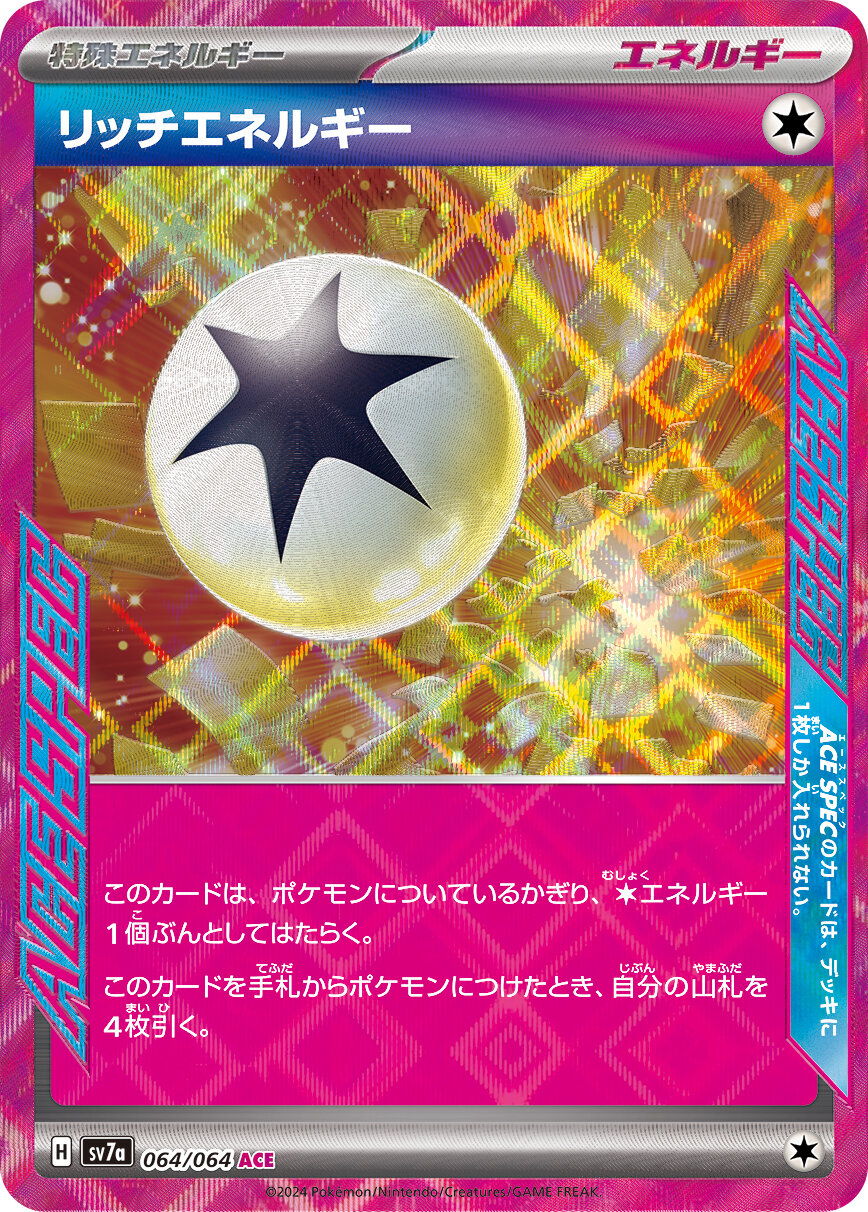 特殊エネルギー
エネルギー
リッチエネルギー
ACE SPEC
ACE SPEC
ACE SPECのカードは、デッキに
1枚しか入れられない。
このカードは、ポケモンについているかぎり、エネルギー
1個ぶんとしてはたらく。
このカードを手札からポケモンにつけたとき、自分の山札を
4枚引く。
H sv7a 064/064 ACE
©2024 Pokémon/Nintendo/Creatures/GAME FREAK.